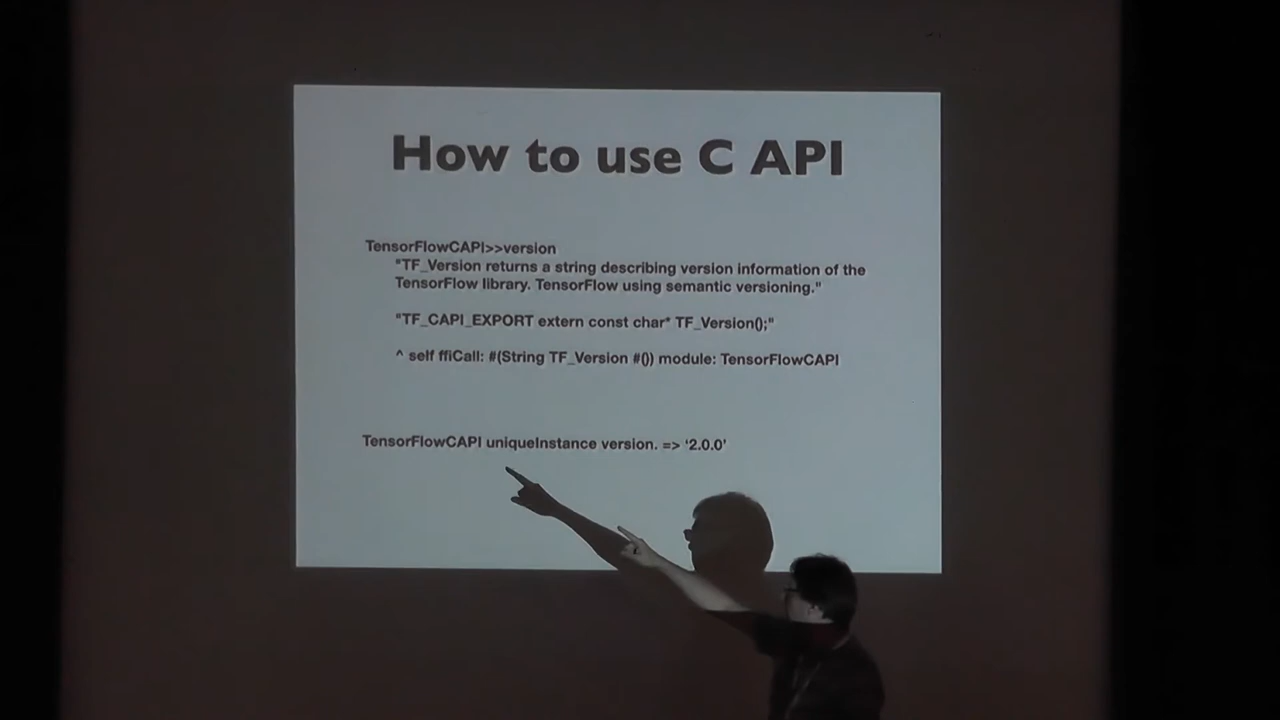 How to use C API
TensorFlowCAPI>>version
"TF_Version returns a string describing version information of the
TensorFlow library. TensorFlow using semantic versioning."
"TF_CAPI_EXPORT extern const char* TF_Version();"
^ self ffiCall: #(String TF_Version #()) module: TensorFlowCAPI
TensorFlowCAPI uniqueInstance version. => ‘2.0.0’